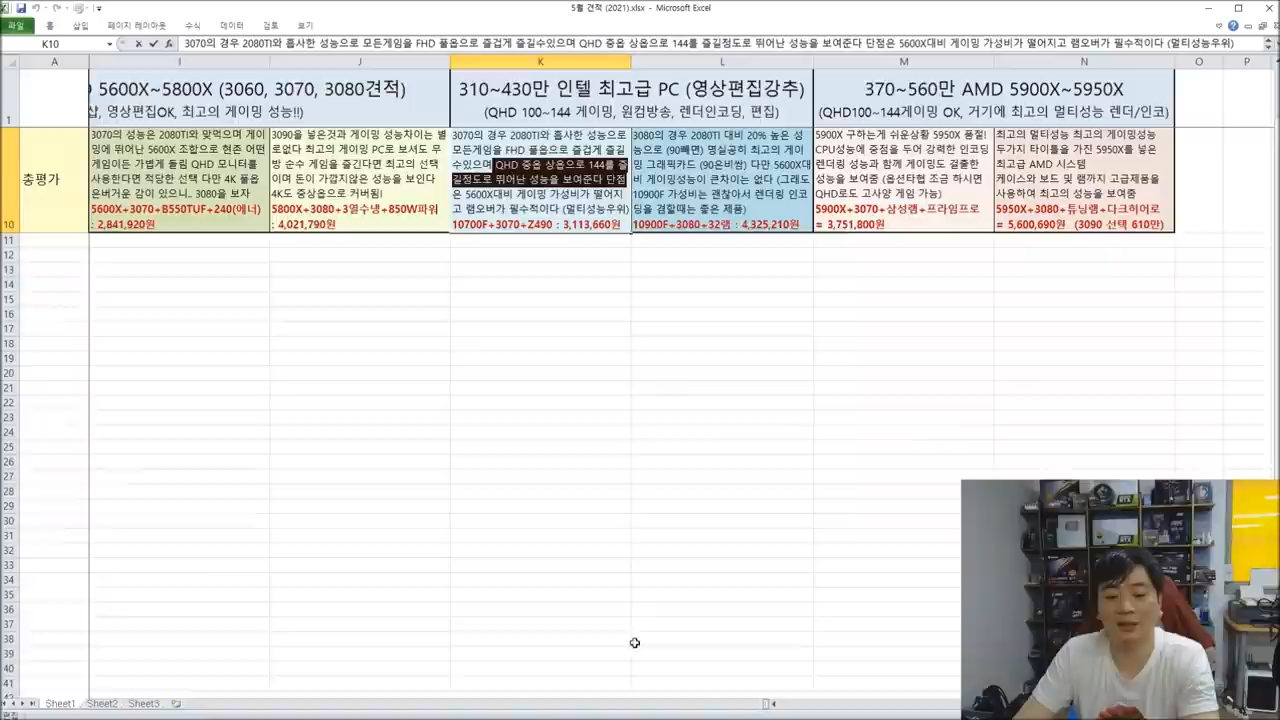 5월 견적 (2021).xlsx - Microsoft Excel
파일 홈 삽입 페이지 레이아웃 수식 데이터 검토 보기
K10 3070의 경우 2080TI와 흡사한 성능으로 모든게임을 FHD 풀옵으로 즐겁게 즐길수있으며 QHD 중옵 상옵으로 144를 즐길정도로 뛰어난 성능을 보여준다 단점은 5600X대비 게이밍 가성비가 떨어지고 램오버가 필수적이다 (멀티성능우위)
A I J K L M N O P
1
5600X~5800X (3060, 3070, 3080견적)
삽, 영상편집OK, 최고의 게이밍 성능!!)
310~430만 인텔 최고급 PC (영상편집강추)
(QHD 100~144 게이밍, 원컴방송, 렌더인코딩, 편집)
370~560만 AMD 5900X~5950X
(QHD100~144게이밍 OK, 거기에 최고의 멀티성능 렌더/인코)
10
총평가
3070의 성능은 2080TI와 맞먹으며 게이
밍에 뛰어난 5600X 조합으로 현존 어떤
게임이든 가볍게 돌림 QHD 모니터를
사용한다면 적당한 선택 다만 4K 풀옵
은버거운 감이 있으니.. 3080을 보자
5600X+3070+B550TUF+240(에너)
: 2,841,920원
3090을 넣은것과 게이밍 성능차이는 별
로없다 최고의 게이밍 PC로 보셔도 무
방 순수 게임을 즐긴다면 최고의 선택
이며 돈이 가깝지않은 성능을 보인다
4K도 중상옵으로 커버됨!
5800X+3080+3열수냉+850W파워
: 4,021,790원
3070의 경우 2080TI와 흡사한 성능으로
모든게임을 FHD 풀옵으로 즐겁게 즐길
수있으며 QHD 중옵 상옵으로 144를 즐
길정도로 뛰어난 성능을 보여준다 단점
은 5600X대비 게이밍 가성비가 떨어지
고 램오버가 필수적이다 (멀티성능우위)
10700F+3070+Z490 : 3,113,660원
3080의 경우 2080TI 대비 20% 높은 성
능으로 (90빼면) 명실공히 최고의 게이
밍 그래픽카드 (90은비쌈) 다만 5600X대
비 게이밍성능이 큰차이는 없다 (그래도
10900F 가성비는 괜찮아서 렌더링 인코
딩을 겸할때는 좋은 제품)
10900F+3080+32램 : 4,325,210원
5900X 구하는게 쉬운상황 5950X 품절!
CPU성능에 중점을 두어 강력한 인코딩
렌더링 성능과 함께 게이밍도 걸출한
성능을 보여줌 (옵션타협 조금 하시면
QHD로도 고사양 게임 가능)
5900X+3070+삼성램+프라임프로
= 3,751,800원
최고의 멀티성능 최고의 게이밍성능
두가지 타이틀을 가진 5950X를 넣은
최고급 AMD 시스템
케이스와 보드 및 램까지 고급제품을
사용하여 최고의 성능을 보여줌
5950X+3080+튜닝램+다크히어로
= 5,600,690원 (3090 선택 610만)
11
12
13
14
15
16
17
18
19
20
21
22
23
24
25
26
27
28
29
30
31
32
33
34
35
36
37
38
39
40
41
Sheet1 Sheet2 Sheet3
편집